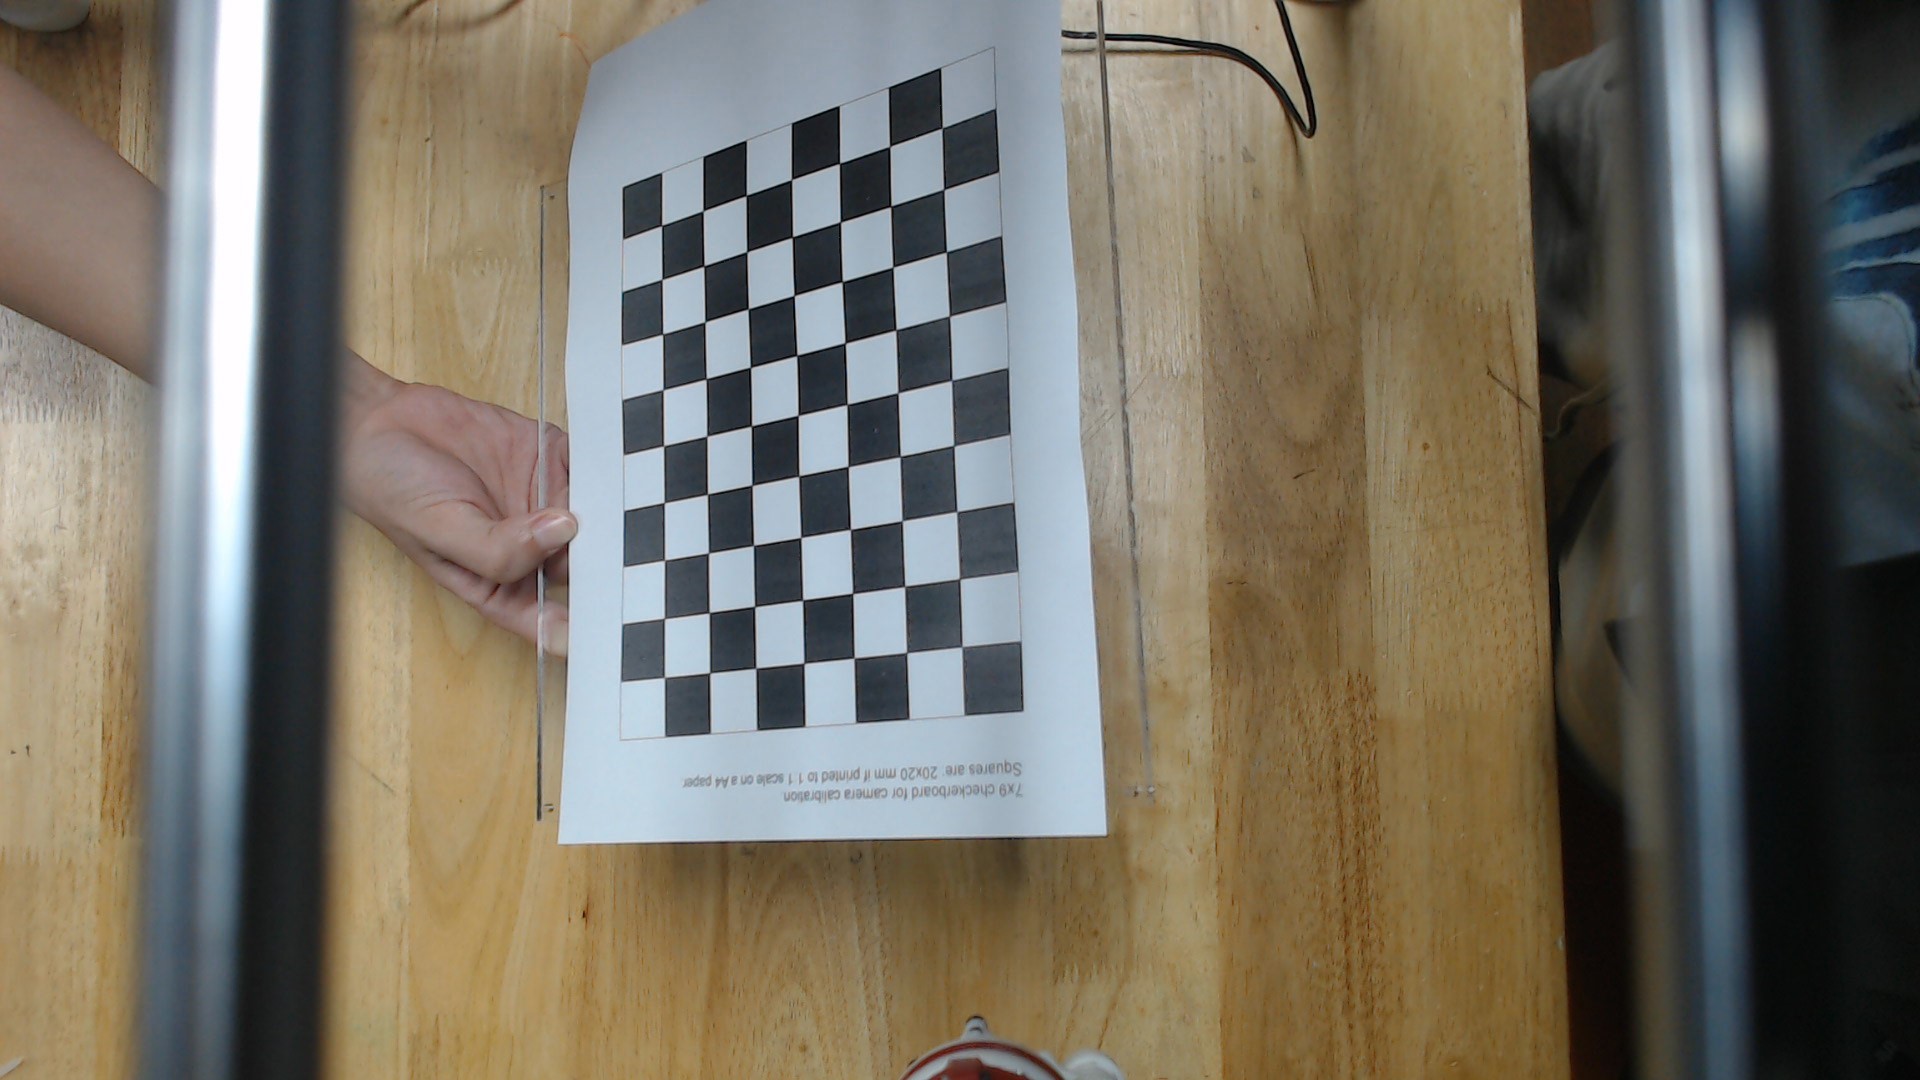 7x9 checkerboard for camera calibration
Squares are: 20x20 mm if printed to 1:1 scale on a A4 paper.